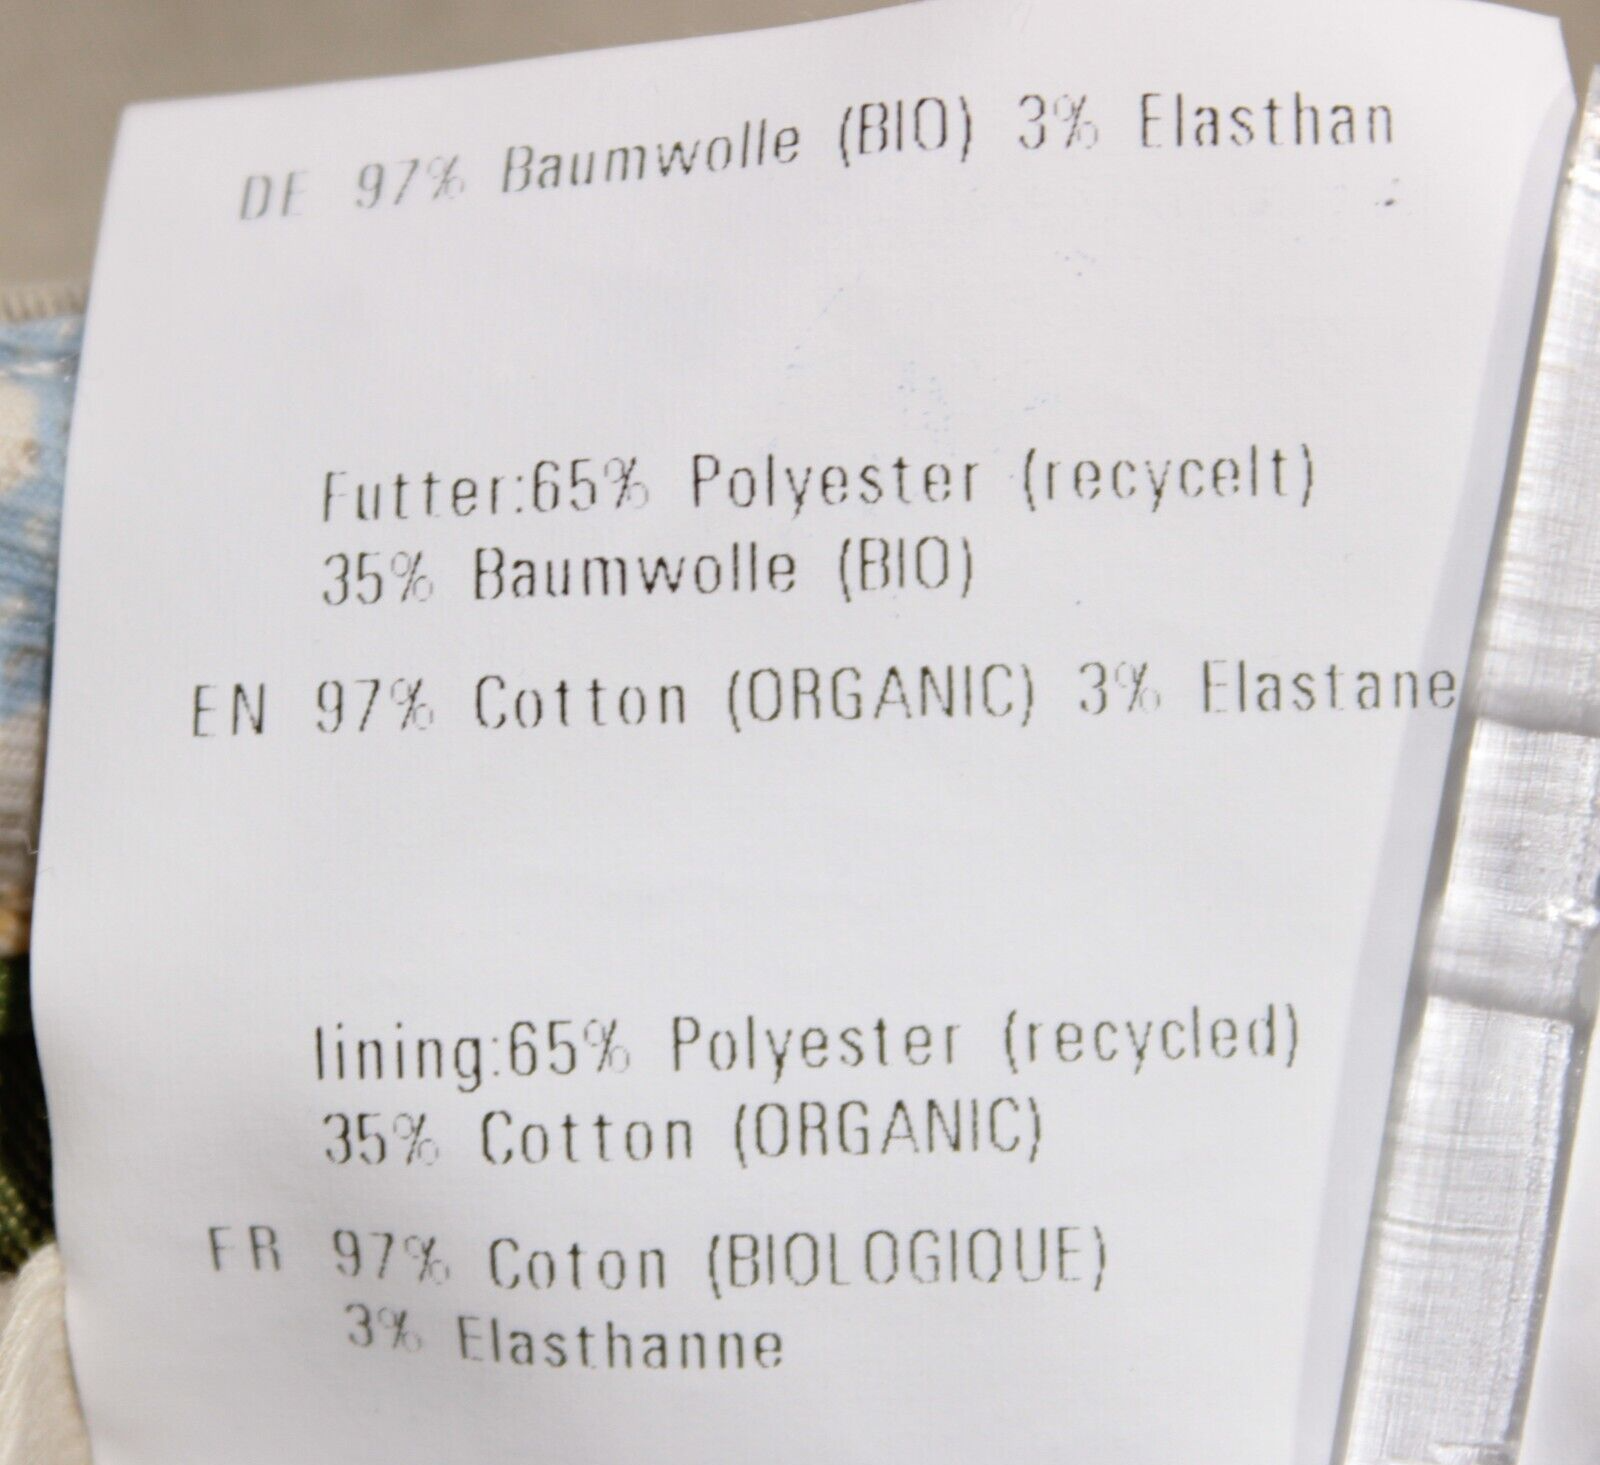 DE 97% Baumwolle (BIO) 3% Elasthan
Futter:65% Polyester (recycelt)
35% Baumwolle (BIO)
EN 97% Cotton (ORGANIC) 3% Elastane
lining:65% Polyester (recycled)
35% Cotton (ORGANIC)
FR 97% Coton (BIOLOGIQUE)
3% Elasthanne